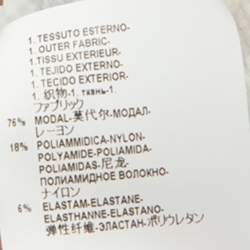 1. TESSUTO ESTERNO-
1. OUTER FABRIC-
1. TISSU EXTERIEUR-
1. TEJIDO EXTERNO-
1. TECIDO EXTERIOR-
1. 织物-1. ткань-1.
ファブリック
76% MODAL-莫代尔-МОДАЛ-
レーヨン
18% POLIAMMIDICA-NYLON-
POLYAMIDE-POLIAMIDA-
POLIAMIDAS-尼龙-
ПОЛИАМИДНОЕ ВОЛОКНО-
ナイロン
6% ELASTAM-ELASTANE-
ELASTHANNE-ELASTANO-
弹性纤维-ЭЛАСТАН-ポリウレタン